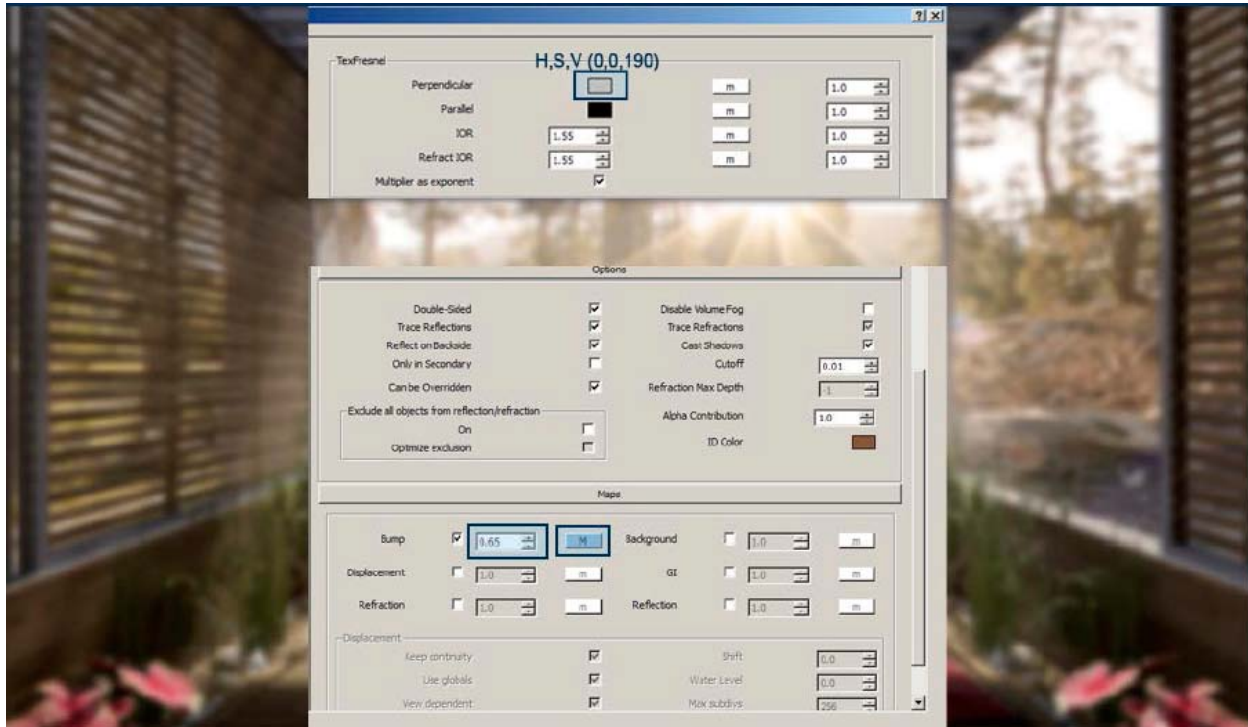 ? X
TexFresnel
H,S,V (0,0,190)
Perpendicular m 1.0
Parallel m 1.0
IOR 1.55 m 1.0
Refract IOR 1.55 m 1.0
Multiplier as exponent
Options
Double-Sided Disable Volume Fog
Trace Reflections Trace Refractions
Reflect on Backside Cast Shadows
Only in Secondary Cutoff 0.01
Can be Overridden Refraction Max Depth -1
Exclude all objects from reflecton/refraction Alpha Contribution 1.0
On
Optimize exclusion ID Color
Maps
Bump 0.65 M Background 1.0 m
Displacement 1.0 m GI 1.0 m
Refraction 1.0 m Reflection 1.0 m
Displacement
Keep continuity Shift 0.0
Use globals Water Level 0.0
View dependent Max subdivs 256